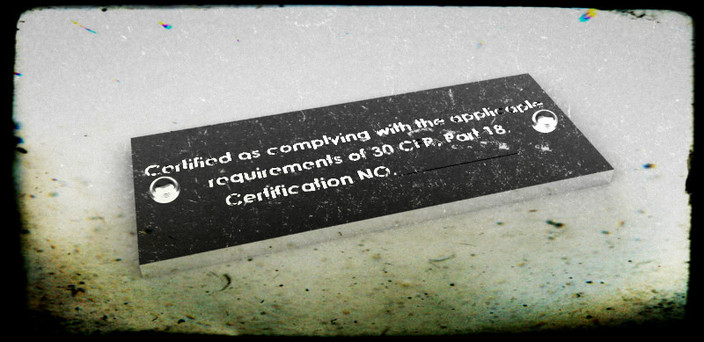 Certified as complying with the applicable
requirements of 30 C.F.R. Part 18.
Certification NO.